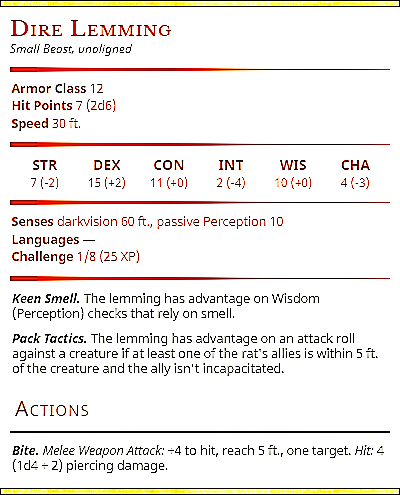 Dire Lemming
Small Beast, unaligned
Armor Class 12
Hit Points 7 (2d6)
Speed 30 ft.
STR DEX CON INT WIS CHA
7 (-2) 15 (+2) 11 (+0) 2 (-4) 10 (+0) 4 (-3)
Senses darkvision 60 ft., passive Perception 10
Languages —
Challenge 1/8 (25 XP)
Keen Smell. The lemming has advantage on Wisdom
(Perception) checks that rely on smell.
Pack Tactics. The lemming has advantage on an attack roll
against a creature if at least one of the rat's allies is within 5 ft.
of the creature and the ally isn't incapacitated.
Actions
Bite. Melee Weapon Attack: +4 to hit, reach 5 ft., one target. Hit: 4
(1d4 + 2) piercing damage.